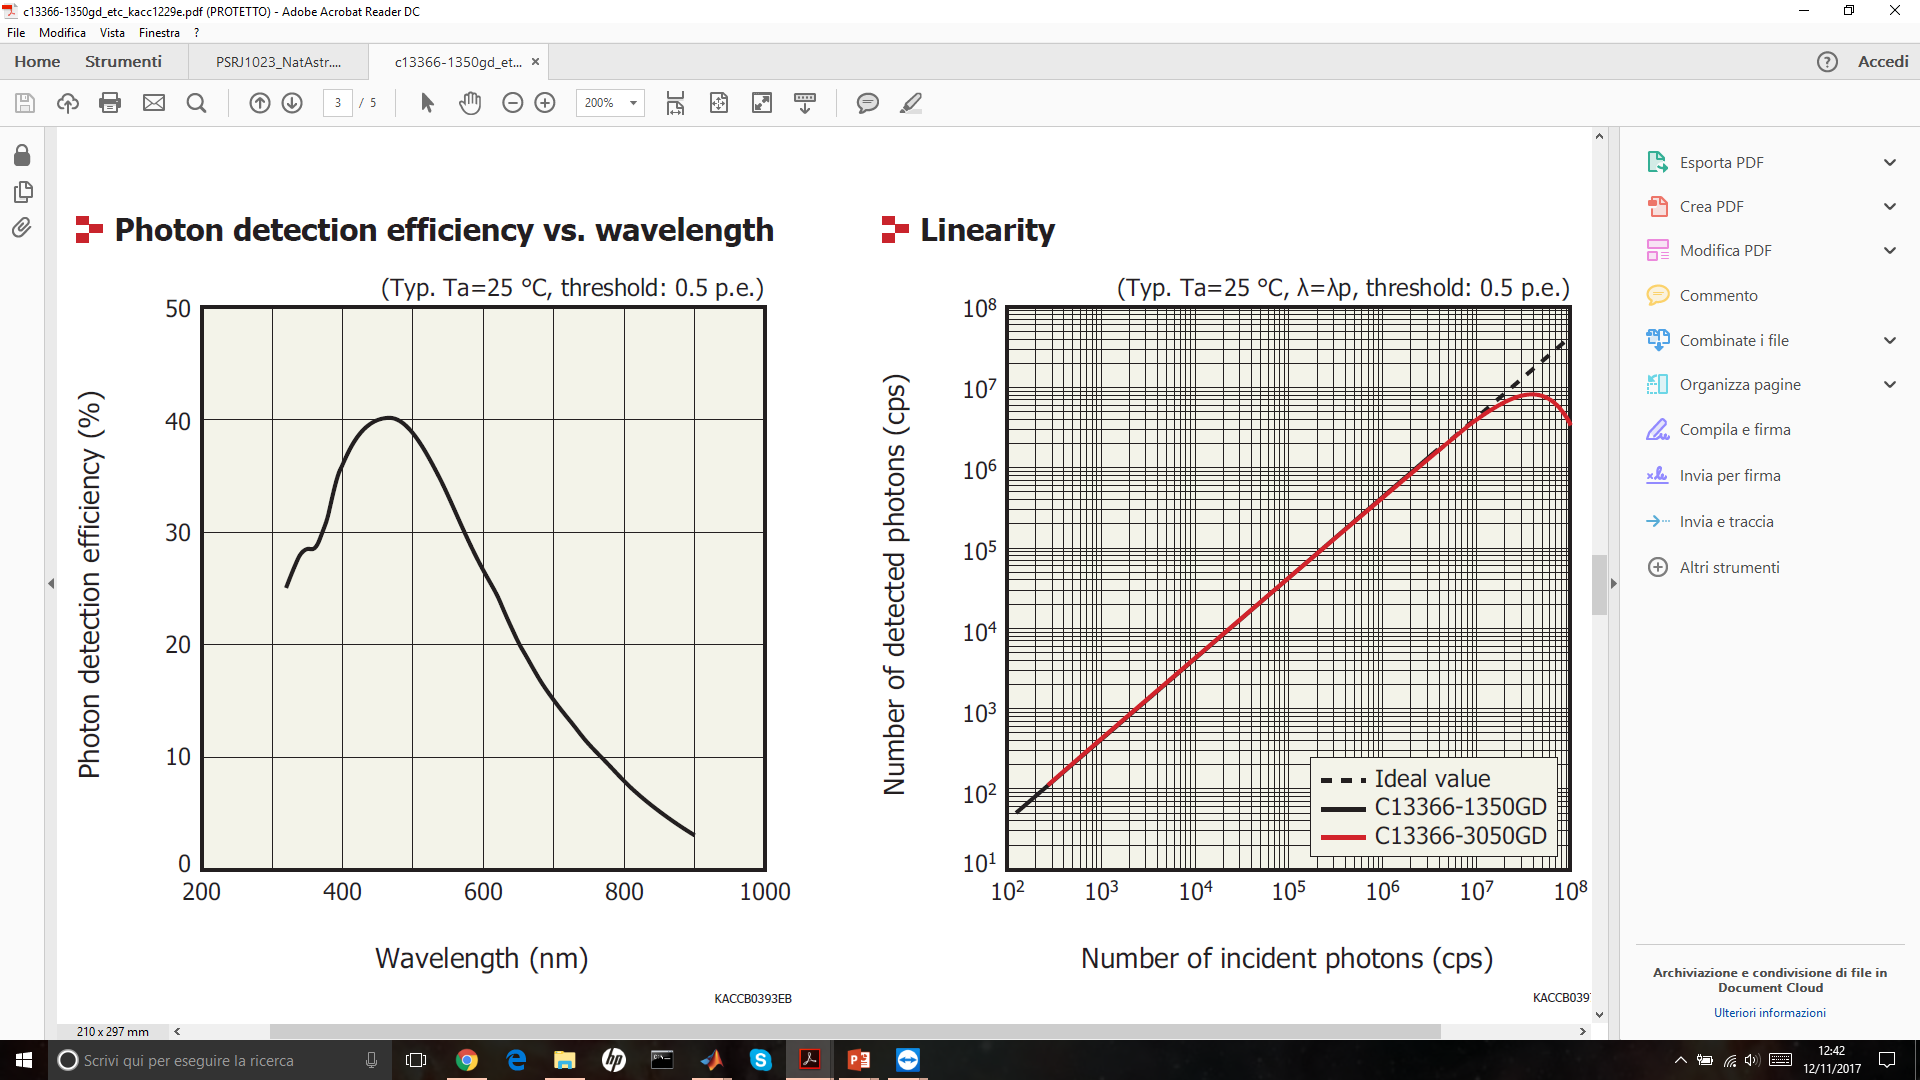 c13366-1350gd_etc_kacc1229e.pdf (PROTETTO) - Adobe Acrobat Reader DC
File Modifica Vista Finestra ?
Home Strumenti PSRJ1023_NatAstr.... c13366-1350gd_et... × Accedi
3 / 5 200%
Photon detection efficiency vs. wavelength
(Typ. Ta=25 °C, threshold: 0.5 p.e.)
Photon detection efficiency (%)
50
40
30
20
10
0
200 400 600 800 1000
Wavelength (nm)
KACCB0393EB
Linearity
(Typ. Ta=25 °C, λ=λp, threshold: 0.5 p.e.)
Number of detected photons (cps)
10⁸
10⁷
10⁶
10⁵
10⁴
10³
10²
10¹
Ideal value
C13366-1350GD
C13366-3050GD
10² 10³ 10⁴ 10⁵ 10⁶ 10⁷ 10⁸
Number of incident photons (cps)
KACCB039
210 x 297 mm
Esporta PDF
Crea PDF
Modifica PDF
Commento
Combinate i file
Organizza pagine
Compila e firma
Invia per firma
Invia e traccia
Altri strumenti
Archiviazione e condivisione di file in
Document Cloud
Ulteriori informazioni
Scrivi qui per eseguire la ricerca
12:42
12/11/2017